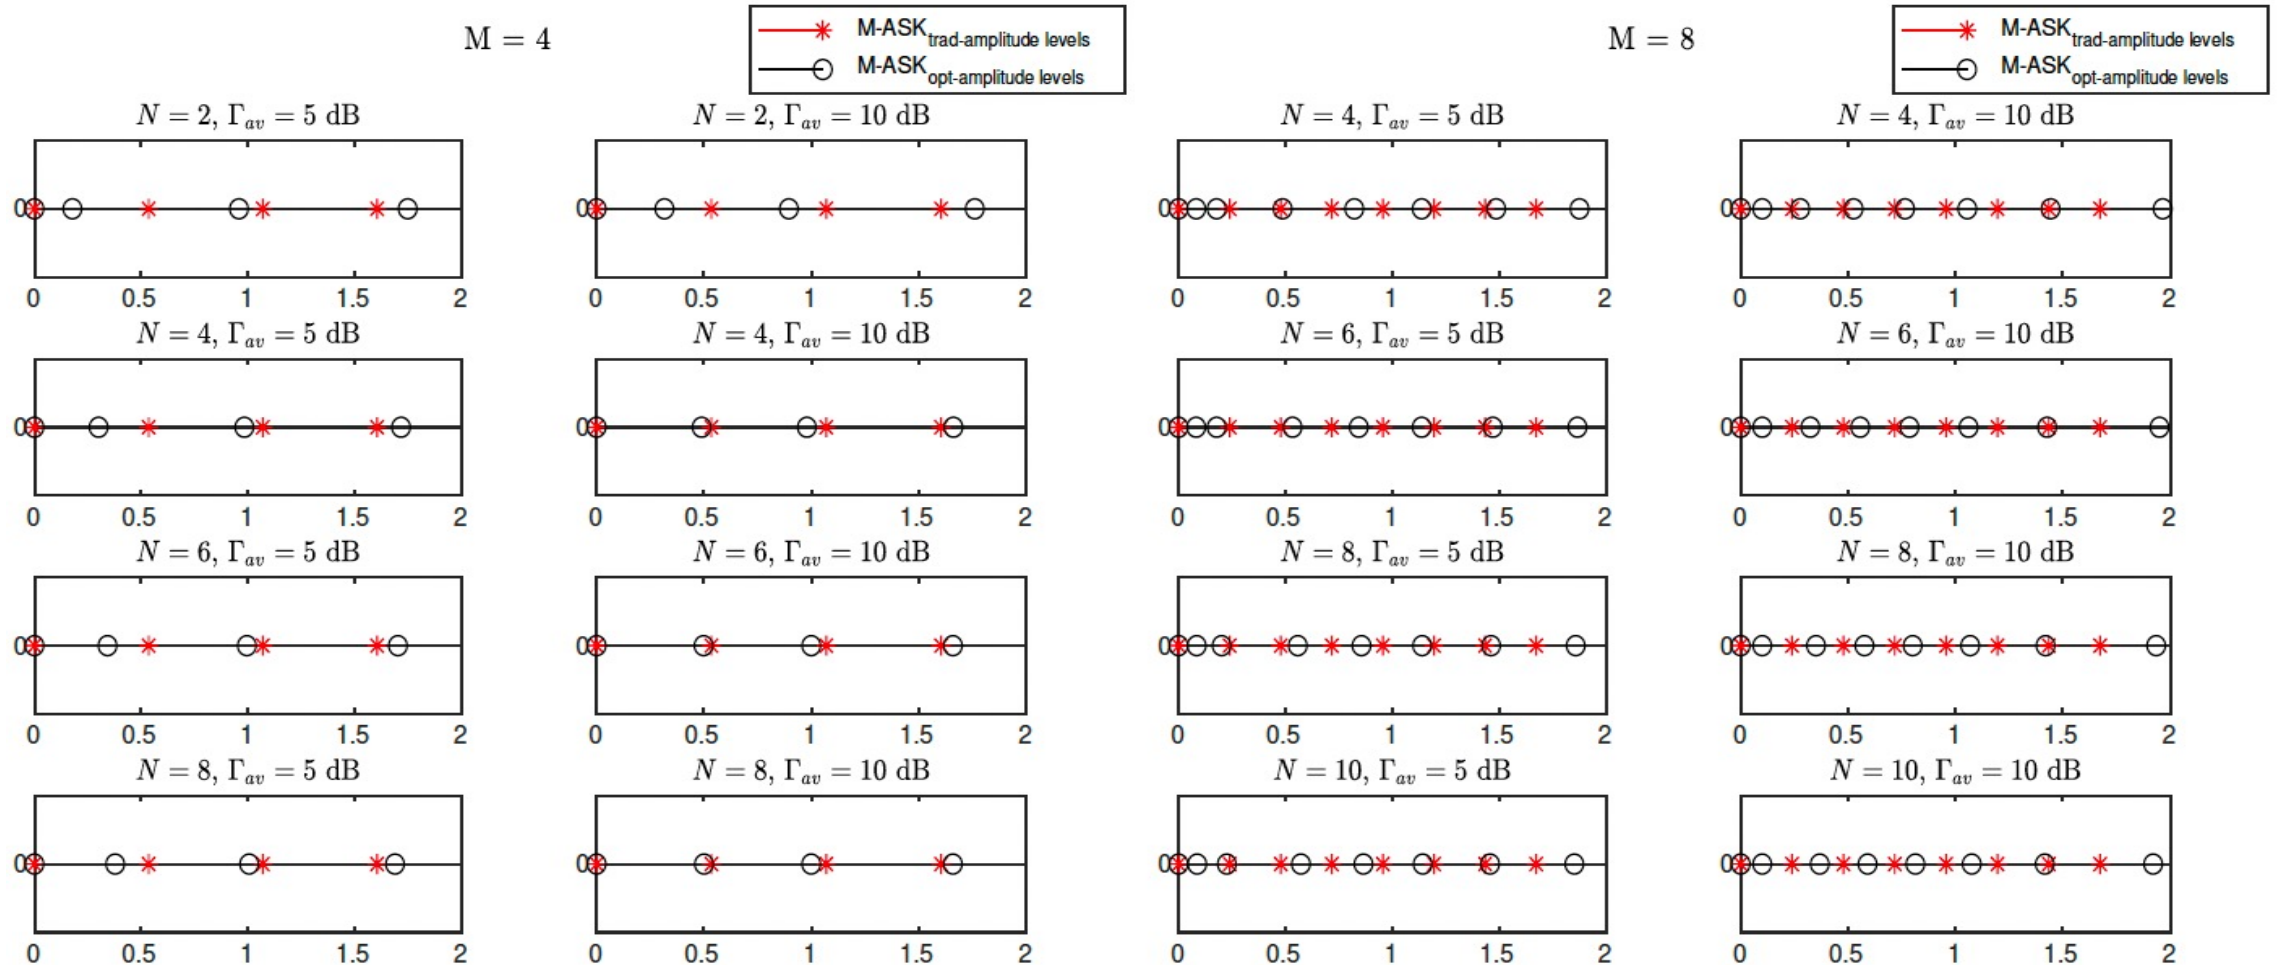 M = 4
M-ASK trad-amplitude levels
M-ASK opt-amplitude levels
M = 8
M-ASK trad-amplitude levels
M-ASK opt-amplitude levels
N = 2, Γav = 5 dB
0
0 0.5 1 1.5 2
N = 2, Γav = 10 dB
0
0 0.5 1 1.5 2
N = 4, Γav = 5 dB
0
0 0.5 1 1.5 2
N = 4, Γav = 10 dB
0
0 0.5 1 1.5 2
N = 4, Γav = 5 dB
0
0 0.5 1 1.5 2
N = 4, Γav = 10 dB
0
0 0.5 1 1.5 2
N = 6, Γav = 5 dB
0
0 0.5 1 1.5 2
N = 6, Γav = 10 dB
0
0 0.5 1 1.5 2
N = 6, Γav = 5 dB
0
0 0.5 1 1.5 2
N = 6, Γav = 10 dB
0
0 0.5 1 1.5 2
N = 8, Γav = 5 dB
0
0 0.5 1 1.5 2
N = 8, Γav = 10 dB
0
0 0.5 1 1.5 2
N = 8, Γav = 5 dB
0
0 0.5 1 1.5 2
N = 8, Γav = 10 dB
0
0 0.5 1 1.5 2
N = 10, Γav = 5 dB
0
0 0.5 1 1.5 2
N = 10, Γav = 10 dB
0
0 0.5 1 1.5 2